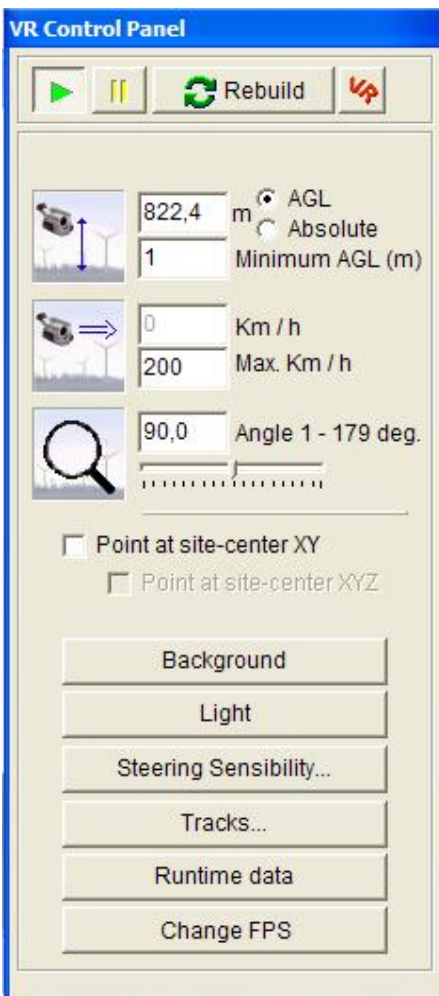 VR Control Panel
Rebuild
VR
822,4 m AGL
Absolute
1 Minimum AGL (m)
0 Km / h
200 Max. Km / h
90,0 Angle 1 - 179 deg.
Point at site-center XY
Point at site-center XYZ
Background
Light
Steering Sensibility...
Tracks...
Runtime data
Change FPS